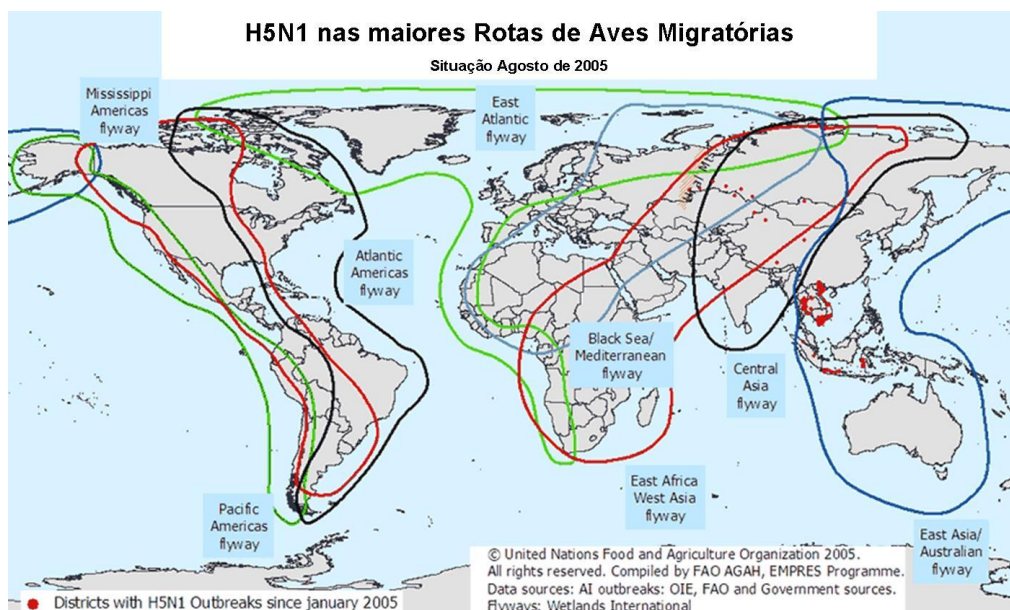 H5N1 nas maiores Rotas de Aves Migratórias
Situação Agosto de 2005
Mississippi
Americas
flyway
East
Atlantic
flyway
Atlantic
Americas
flyway
Black Sea/
Mediterranean
flyway
Central
Asia
flyway
East Africa
West Asia
flyway
Pacific
Americas
flyway
East Asia/
Australian
flyway
© United Nations Food and Agriculture Organization 2005.
All rights reserved. Compiled by FAO AGAH, EMPRES Programme.
Data sources: AI outbreaks: OIE, FAO and Government sources.
Flyways: Wetlands International
Districts with H5N1 Outbreaks since january 2005